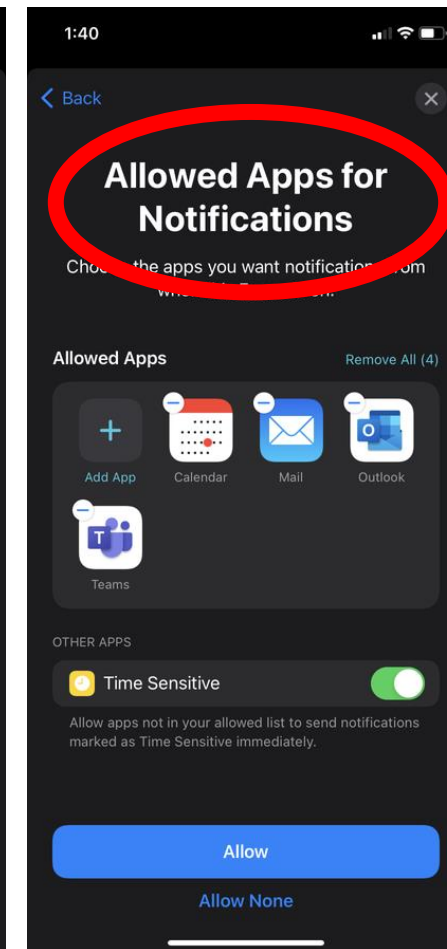 1:40
Back
Allowed Apps for
Notifications
the apps you want
Allowed Apps
Remove All (4)
Add App
Calendar
Mail
Outlook
Teams
OTHER APPS
Time Sensitive
Allow apps not in your allowed list to send notifications
marked as Time Sensitive immediately.
Allow
Allow None